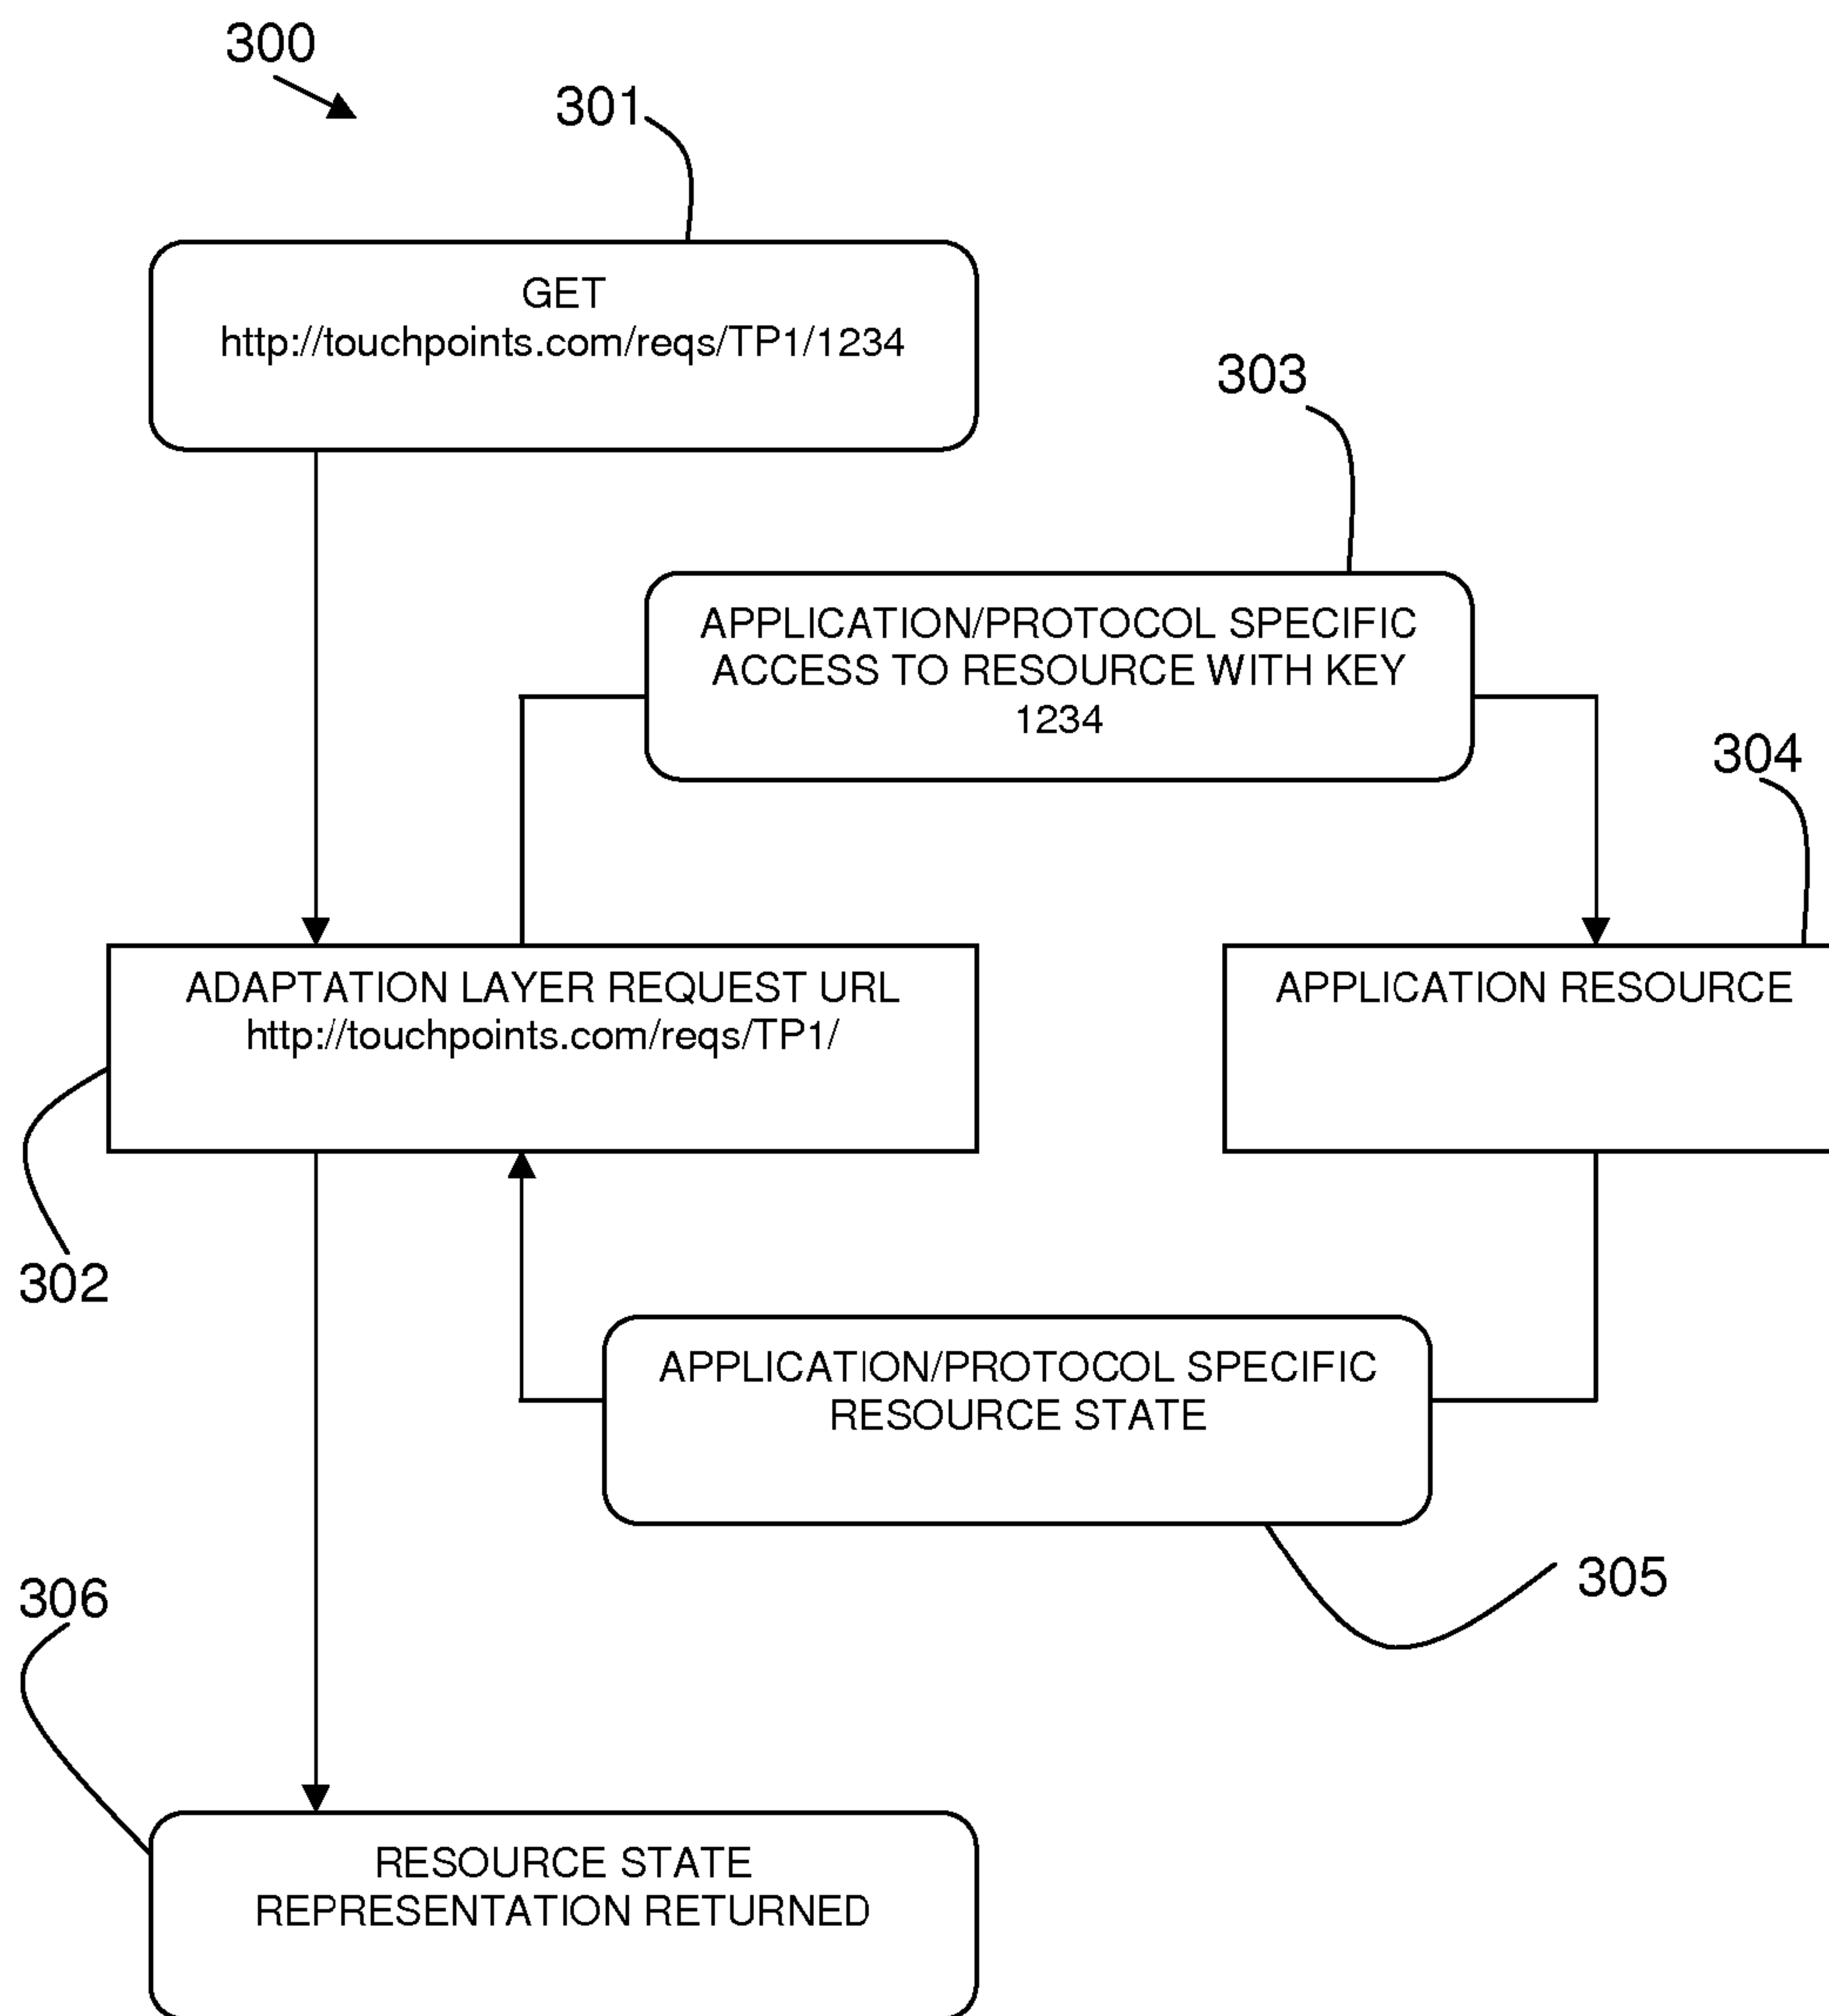 300
301
GET
http://touchpoints.com/reqs/TP1/1234
303
APPLICATION/PROTOCOL SPECIFIC
ACCESS TO RESOURCE WITH KEY
1234
304
ADAPTATION LAYER REQUEST URL
http://touchpoints.com/reqs/TP1/
APPLICATION RESOURCE
302
APPLICATION/PROTOCOL SPECIFIC
RESOURCE STATE
305
306
RESOURCE STATE
REPRESENTATION RETURNED